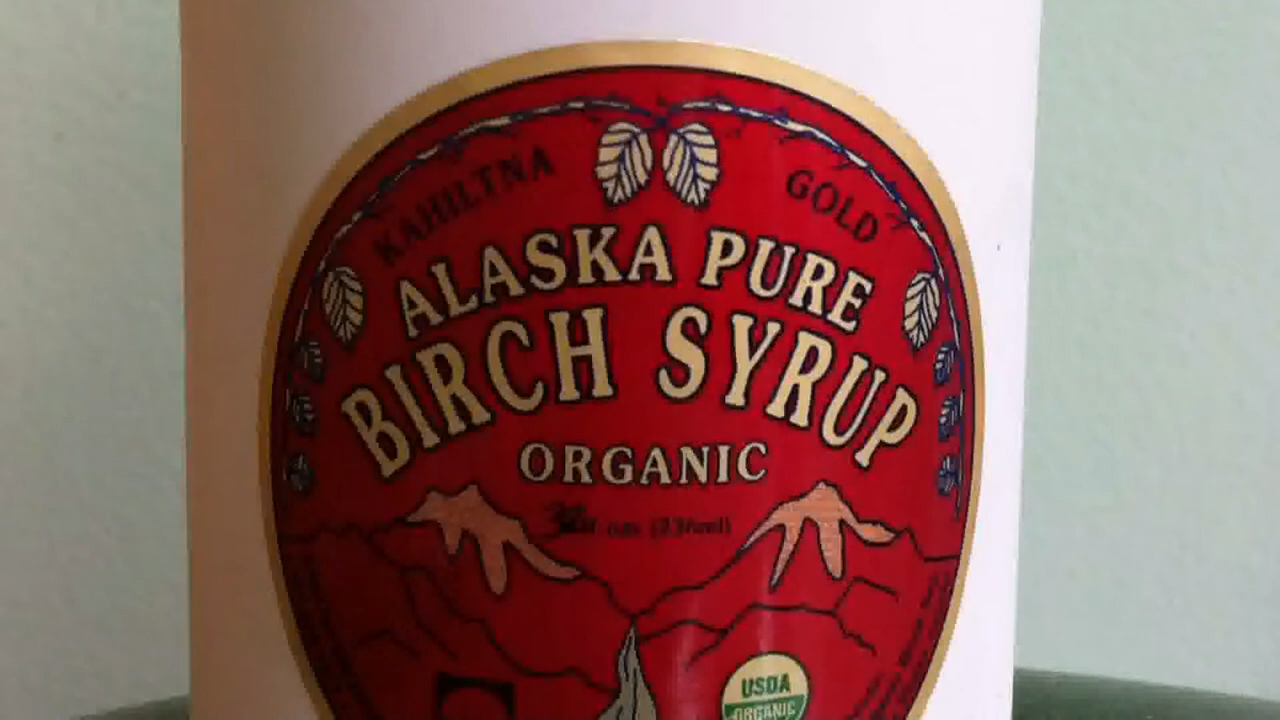 KAHILTNA GOLD
ALASKA PURE
BIRCH SYRUP
ORGANIC
USDA
ORGANIC